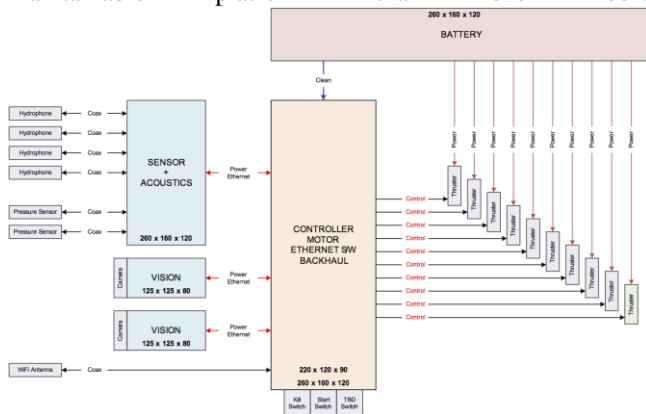 260 x 160 x 120
BATTERY
Clean
Power
Power
Power
Power
Power
Power
Power
Power
Power
Power
Hydrophone
Coax
Hydrophone
Coax
Hydrophone
Coax
Hydrophone
Coax
Pressure Sensor
Coax
Pressure Sensor
Coax
SENSOR
+
ACOUSTICS
260 x 160 x 120
Power
Ethernet
Camera
VISION
125 x 125 x 80
Power
Ethernet
Camera
VISION
125 x 125 x 80
Power
Ethernet
WiFi Antenna
Coax
CONTROLLER
MOTOR
ETHERNET S/W
BACKHAUL
220 x 120 x 90
260 x 160 x 120
Kill
Switch
Start
Switch
TBD
Switch
Control
Control
Control
Control
Control
Control
Control
Control
Control
Control
Thruster
Thruster
Thruster
Thruster
Thruster
Thruster
Thruster
Thruster
Thruster
Thruster